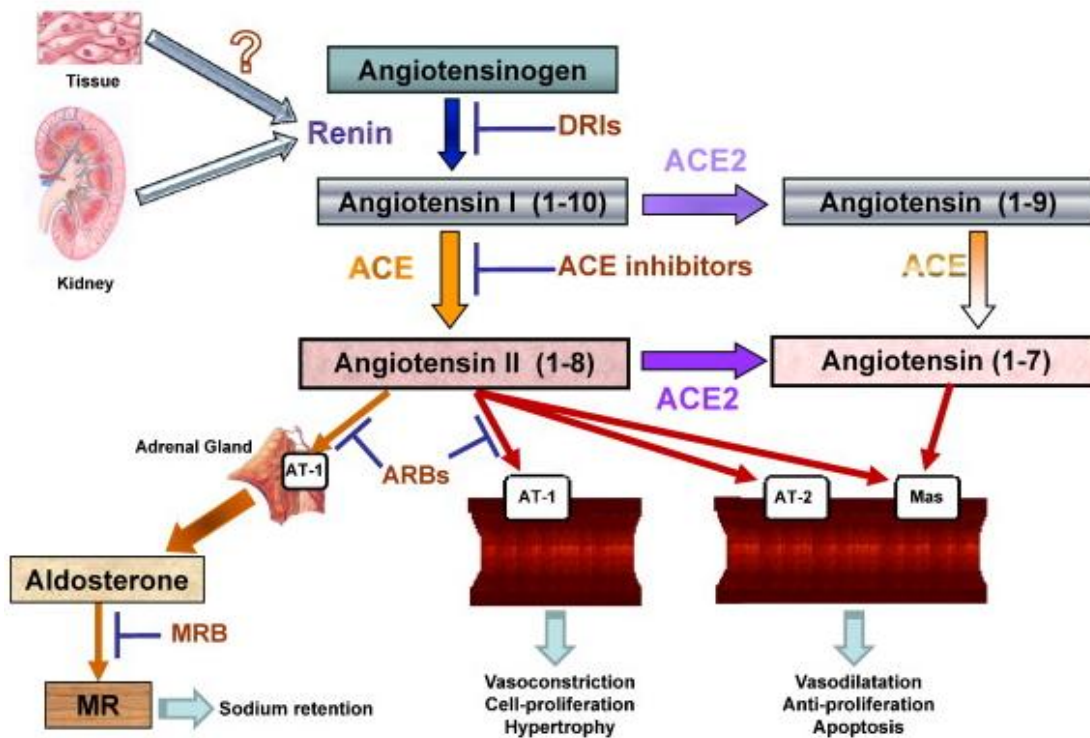 Tissue
?
Angiotensinogen
Renin
DRIs
Kidney
Angiotensin I (1-10)
ACE2
Angiotensin (1-9)
ACE
ACE inhibitors
ACE
Angiotensin II (1-8)
ACE2
Angiotensin (1-7)
Adrenal Gland
AT-1
ARBs
AT-1
AT-2
Mas
Aldosterone
MRB
MR
Sodium retention
Vasoconstriction
Cell-proliferation
Hypertrophy
Vasodilatation
Anti-proliferation
Apoptosis